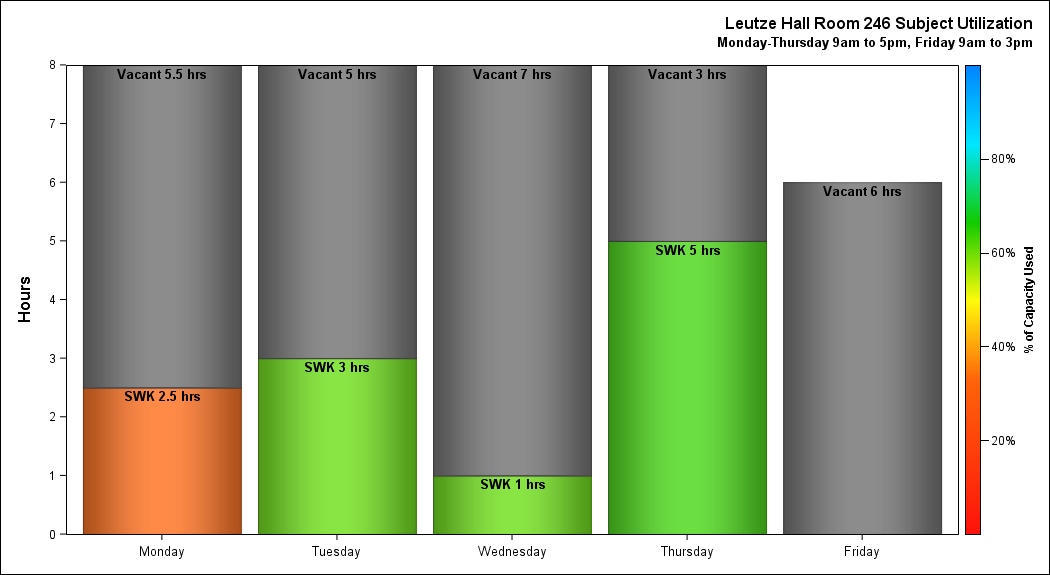 Leutze Hall Room 246 Subject Utilization
Monday-Thursday 9am to 5pm, Friday 9am to 3pm
Hours
8
7
6
5
4
3
2
1
0
Vacant 5.5 hrs
SWK 2.5 hrs
Vacant 5 hrs
SWK 3 hrs
Vacant 7 hrs
SWK 1 hrs
Vacant 3 hrs
SWK 5 hrs
Vacant 6 hrs
Monday
Tuesday
Wednesday
Thursday
Friday
80%
60%
40%
20%
% of Capacity Used